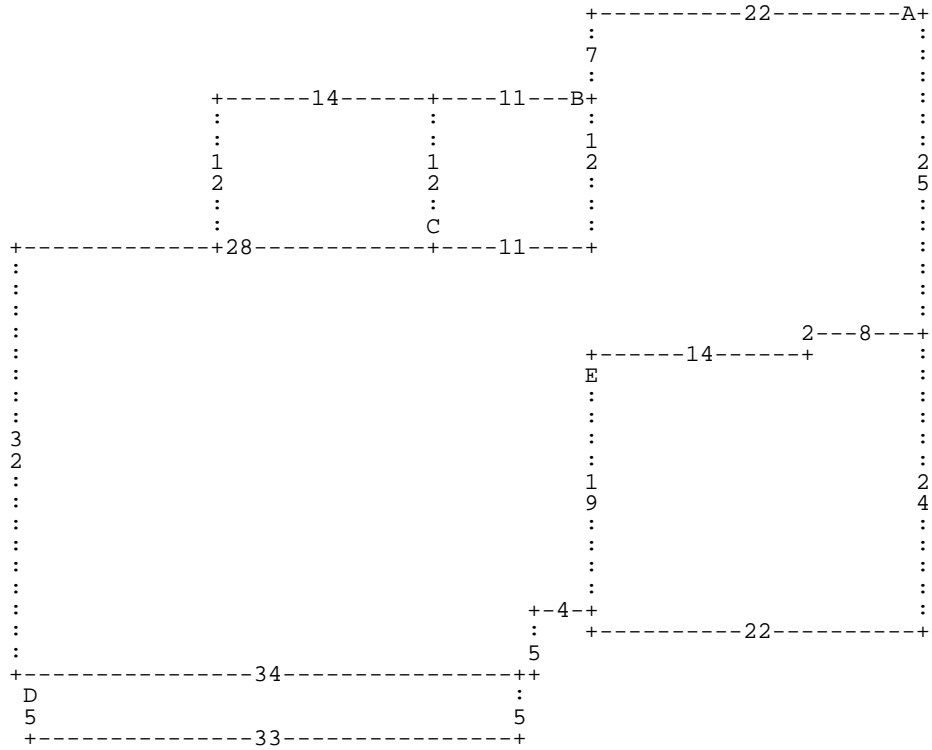 +----------22---------A+
:                      :
7                      :
:                      :
+------14------+----11---B+                      :
:              :          :                      :
:              :          1                      :
1              1          2                      2
2              2          :                      5
:              :          :                      :
:              C          :                      :
+-------------+28------------+----11----+                      :
:                                       :
:                                       :
:                                       :
:                               2---8---+
:                +------14------+       :
:                E                      :
:                :                      :
:                :                      :
3                :                      :
2                :                      :
:                1                      2
:                9                      4
:                :                      :
:                :                      :
:                :                      :
:                :                      :
:            +-4-+                      :
:            :   +----------22----------+
:            5
+----------------34----------------++
D                                :
5                                5
+---------------33---------------+